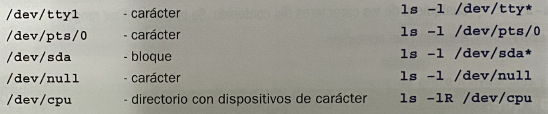 /dev/tty1 - carácter ls -l /dev/tty*
/dev/pts/0 - carácter ls -l /dev/pts/0
/dev/sda - bloque ls -l /dev/sda*
/dev/null - carácter ls -l /dev/null
/dev/cpu - directorio con dispositivos de carácter ls -lR /dev/cpu